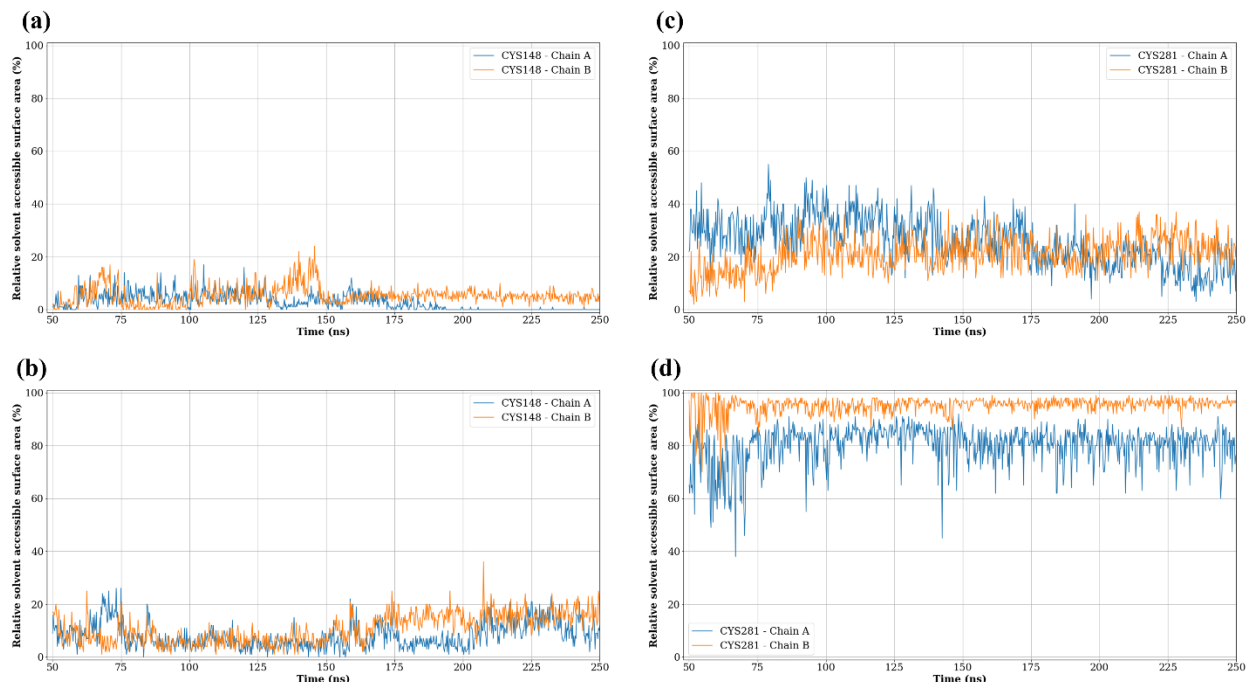 (a)
Relative solvent accessible surface area (%)
100
80
60
40
20
0
CYS148 - Chain A
CYS148 - Chain B
50 75 100 125 150 175 200 225 250
Time (ns)
(c)
Relative solvent accessible surface area (%)
100
80
60
40
20
0
CYS281 - Chain A
CYS281 - Chain B
50 75 100 125 150 175 200 225 250
Time (ns)
(b)
Relative solvent accessible surface area (%)
100
80
60
40
20
0
CYS148 - Chain A
CYS148 - Chain B
50 75 100 125 150 175 200 225 250
Time (ns)
(d)
Relative solvent accessible surface area (%)
100
80
60
40
20
0
CYS281 - Chain A
CYS281 - Chain B
50 75 100 125 150 175 200 225 250
Time (ns)